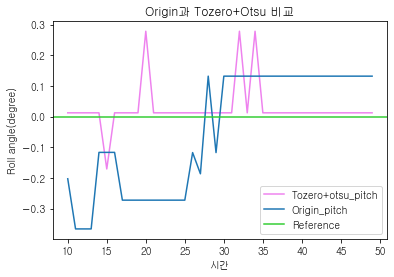 Origin과 Tozero+Otsu 비교
Roll angle(degree)
0.3
0.2
0.1
0.0
−0.1
−0.2
−0.3
Tozero+otsu_pitch
Origin_pitch
Reference
10 15 20 25 30 35 40 45 50
시간